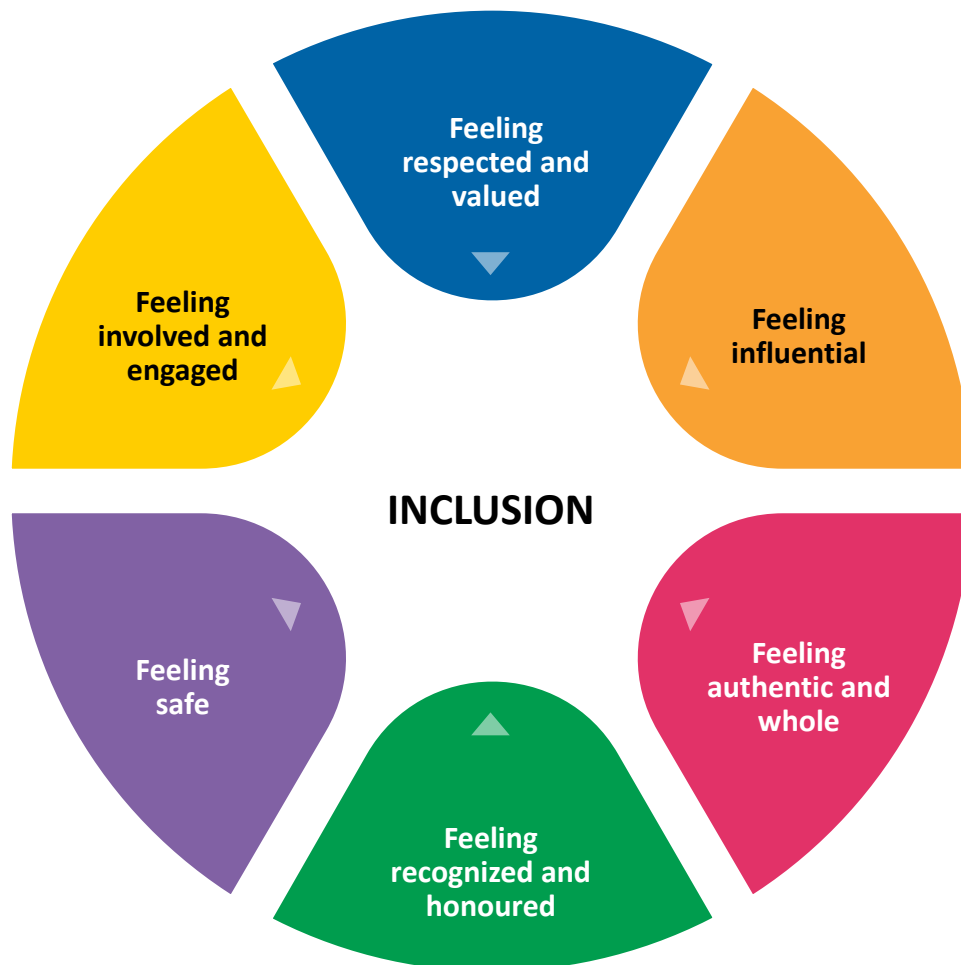 Feeling
respected and
valued
Feeling
influential
Feeling
authentic and
whole
Feeling
recognized and
honoured
Feeling
safe
Feeling
involved and
engaged
INCLUSION